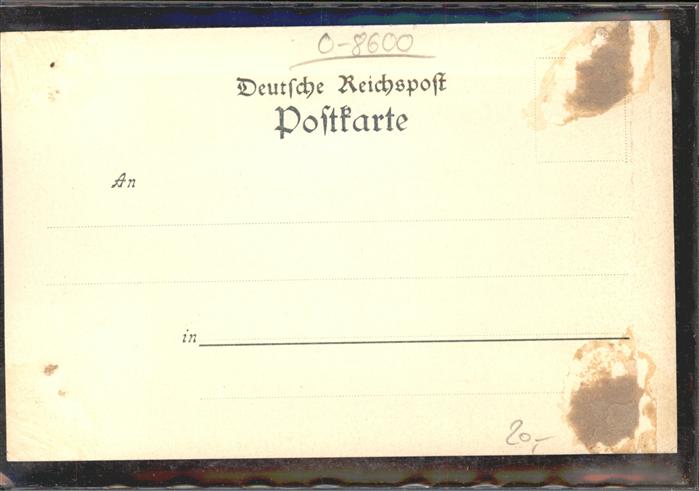 O-8600
Deutſche Reichspoſt
Poſtkarte
An
in
20,-